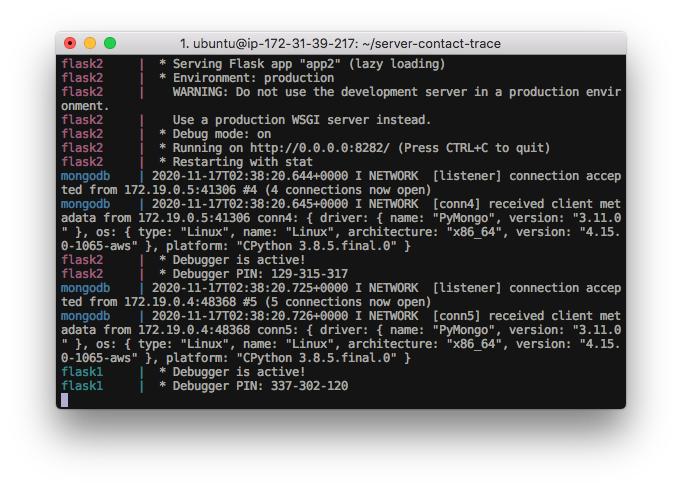 1. ubuntu@ip-172-31-39-217: ~/server-contact-trace
flask2     |  * Serving Flask app "app2" (lazy loading)
flask2     |  * Environment: production
flask2     |    WARNING: Do not use the development server in a production envir
onment.
flask2     |    Use a production WSGI server instead.
flask2     |  * Debug mode: on
flask2     |  * Running on http://0.0.0.0:8282/ (Press CTRL+C to quit)
flask2     |  * Restarting with stat
mongodb    | 2020-11-17T02:38:20.644+0000 I NETWORK  [listener] connection accep
ted from 172.19.0.5:41306 #4 (4 connections now open)
mongodb    | 2020-11-17T02:38:20.645+0000 I NETWORK  [conn4] received client met
adata from 172.19.0.5:41306 conn4: { driver: { name: "PyMongo", version: "3.11.0
" }, os: { type: "Linux", name: "Linux", architecture: "x86_64", version: "4.15.
0-1065-aws" }, platform: "CPython 3.8.5.final.0" }
flask2     |  * Debugger is active!
flask2     |  * Debugger PIN: 129-315-317
mongodb    | 2020-11-17T02:38:20.725+0000 I NETWORK  [listener] connection accep
ted from 172.19.0.4:48368 #5 (5 connections now open)
mongodb    | 2020-11-17T02:38:20.726+0000 I NETWORK  [conn5] received client met
adata from 172.19.0.4:48368 conn5: { driver: { name: "PyMongo", version: "3.11.0
" }, os: { type: "Linux", name: "Linux", architecture: "x86_64", version: "4.15.
0-1065-aws" }, platform: "CPython 3.8.5.final.0" }
flask1     |  * Debugger is active!
flask1     |  * Debugger PIN: 337-302-120